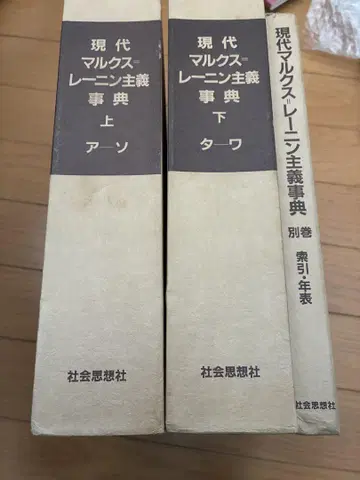 現代
マルクス=
レーニン主義
事典
上
ア―ソ
社会思想社
現代
マルクス=
レーニン主義
事典
下
タ―ワ
社会思想社
現代マルクス=レーニン主義事典
別巻
索引・年表
社会思想社